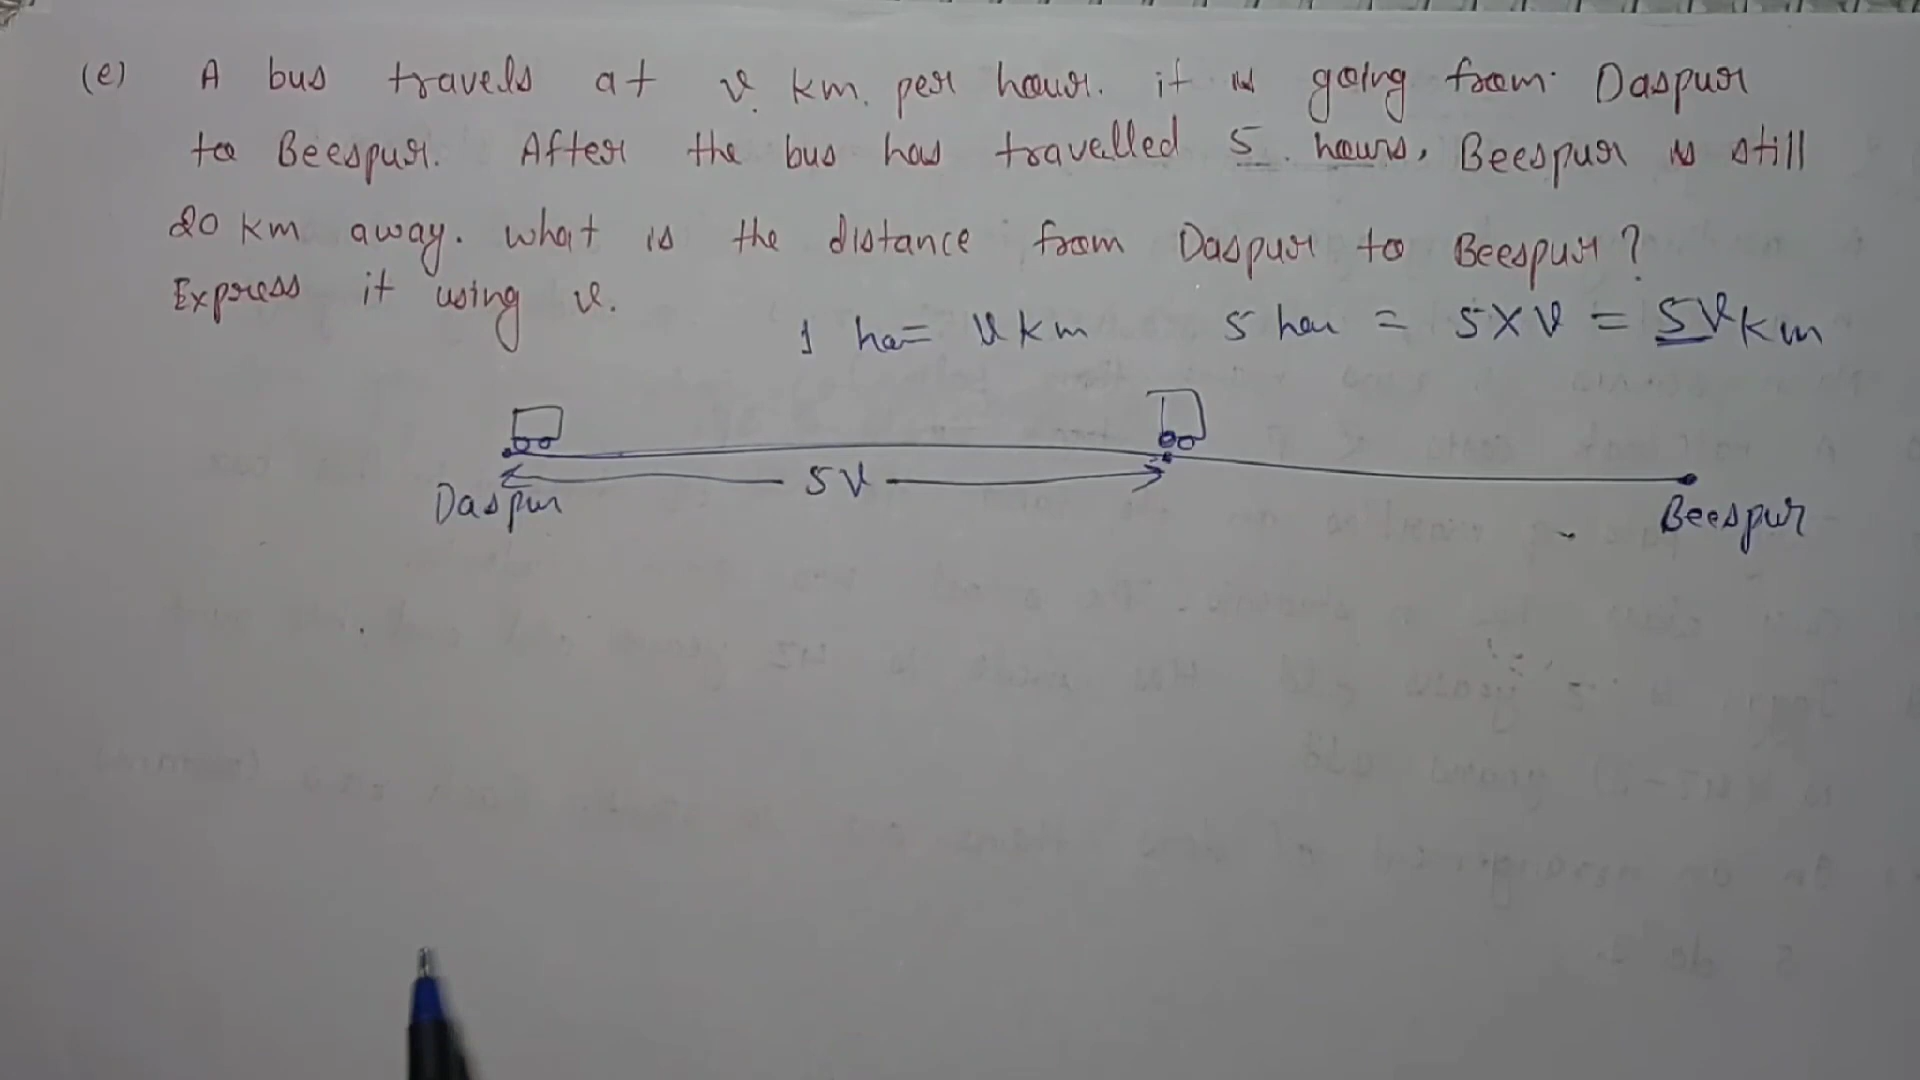 (e) A bus travels at v km. per hour. it is going from Daspur
to Beespur. After the bus has travelled 5 hours, Beespur is still
20 km away. what is the distance from Daspur to Beespur?
Express it using v.
1 ho = v km 5 hou = 5 x v = 5v km
5v
Daspur
Beespur